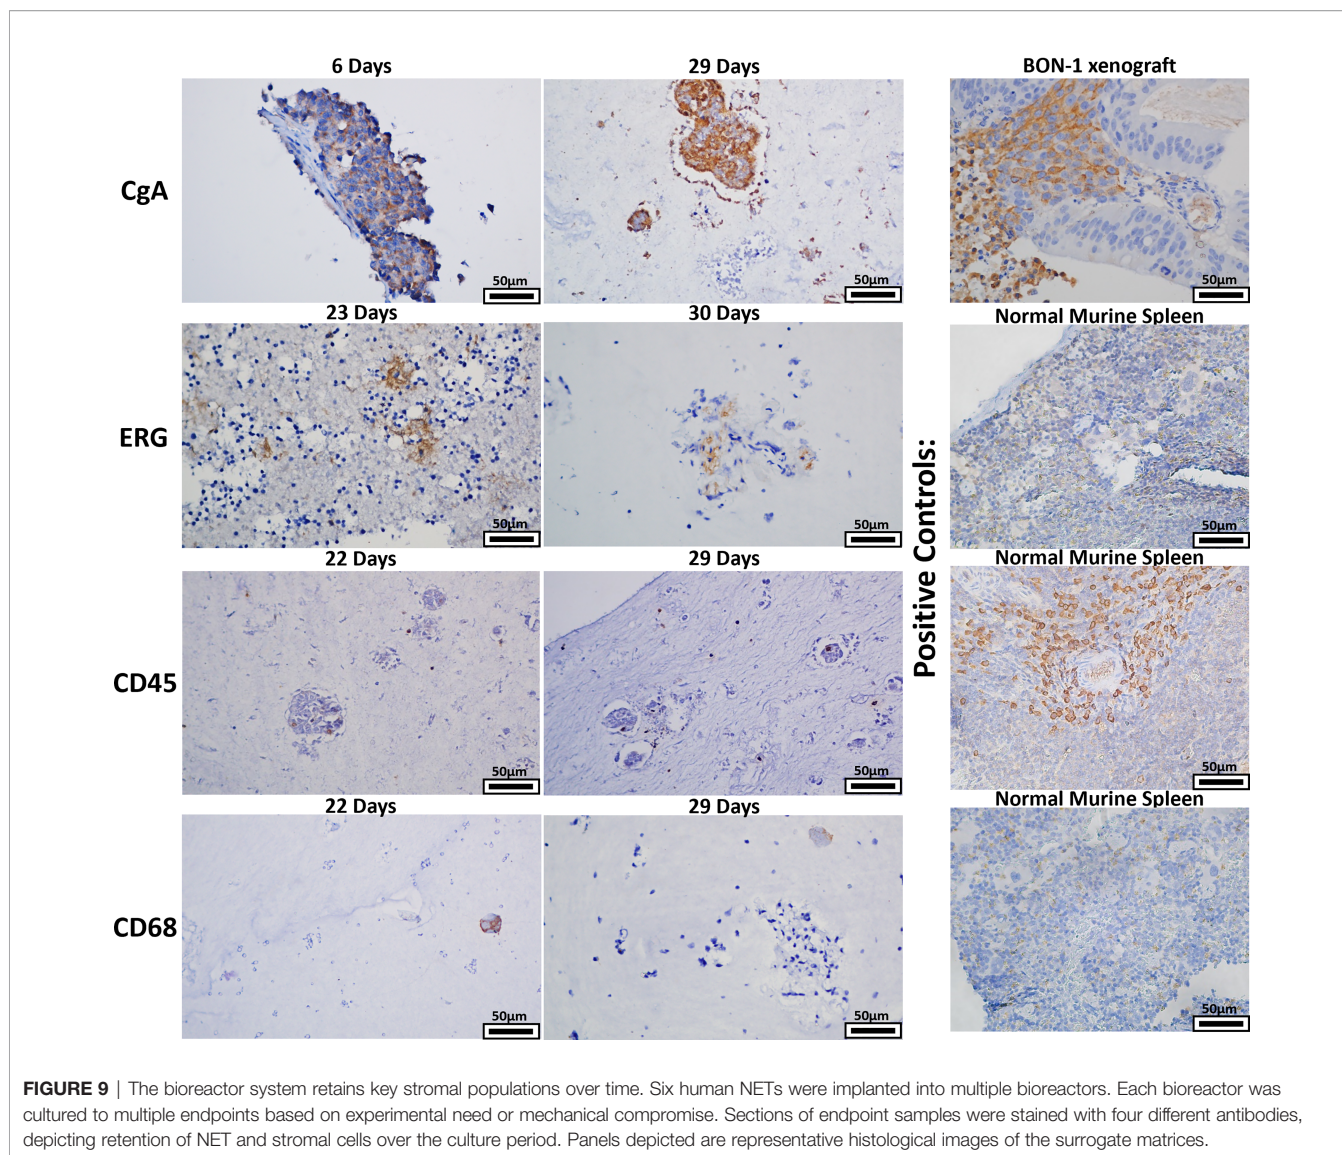 6 Days
29 Days
BON-1 xenograft
CgA
50µm
50µm
50µm
23 Days
30 Days
Normal Murine Spleen
ERG
50µm
50µm
50µm
Positive Controls:
22 Days
29 Days
Normal Murine Spleen
CD45
50µm
50µm
50µm
22 Days
29 Days
Normal Murine Spleen
CD68
50µm
50µm
50µm
FIGURE 9 | The bioreactor system retains key stromal populations over time. Six human NETs were implanted into multiple bioreactors. Each bioreactor was
cultured to multiple endpoints based on experimental need or mechanical compromise. Sections of endpoint samples were stained with four different antibodies,
depicting retention of NET and stromal cells over the culture period. Panels depicted are representative histological images of the surrogate matrices.